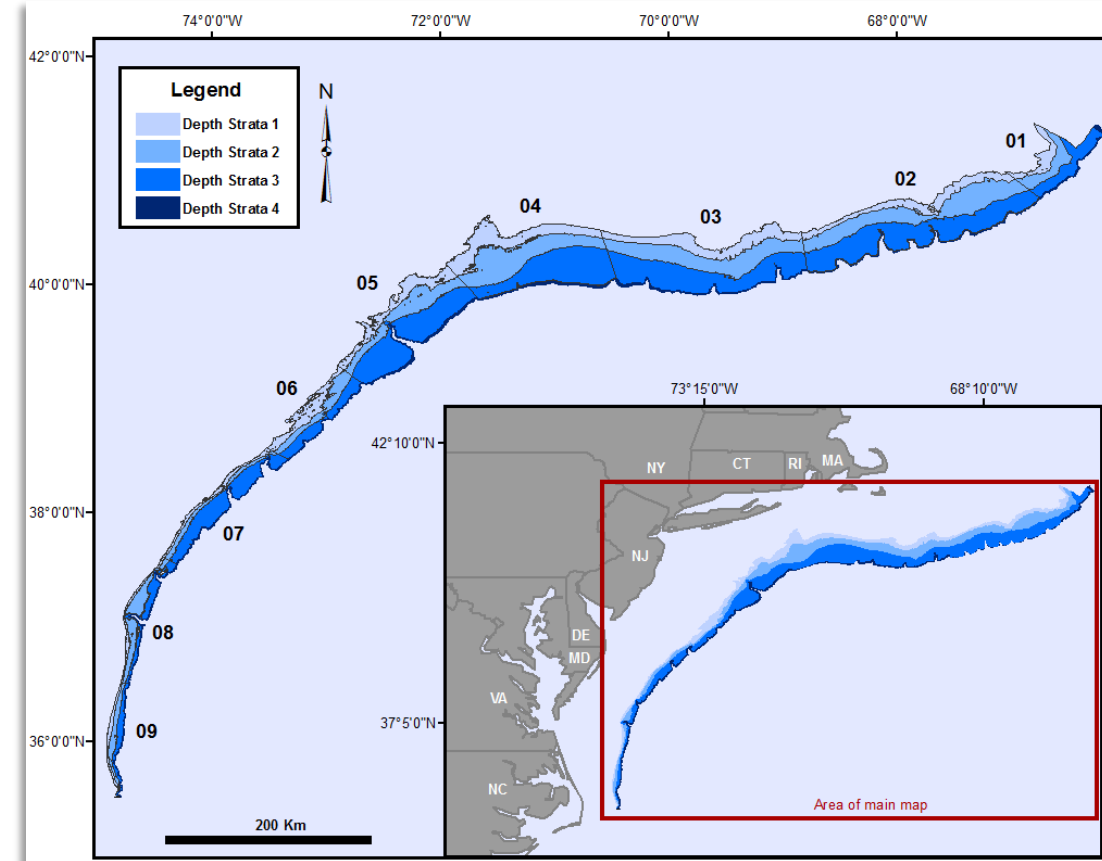 74°0'0"W 72°0'0"W 70°0'0"W 68°0'0"W
42°0'0"N
Legend
Depth Strata 1
Depth Strata 2
Depth Strata 3
Depth Strata 4
N
01
02
03
04
05
40°0'0"N
06
38°0'0"N
07
08
36°0'0"N
09
200 Km
73°15'0"W 68°10'0"W
42°10'0"N
NY
CT
RI
MA
NJ
DE
MD
VA
37°5'0"N
NC
Area of main map